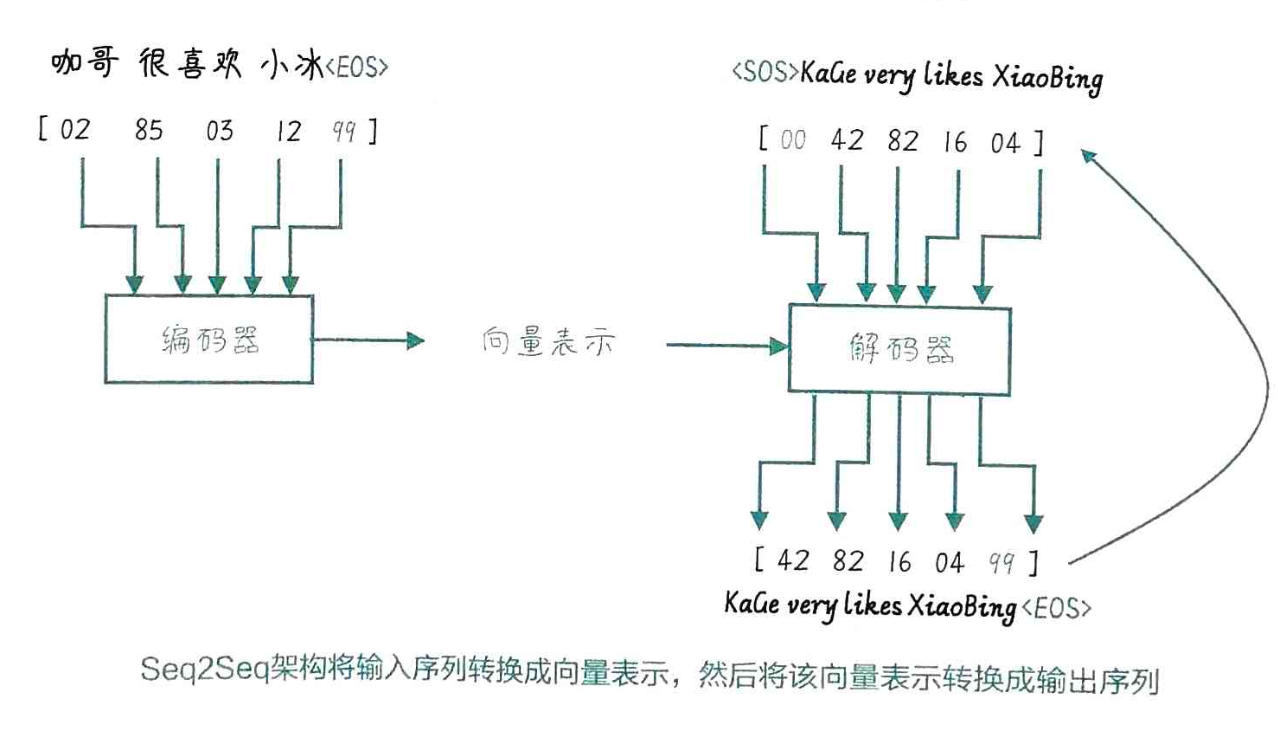 咖哥 很喜欢 小冰<EOS>
[ 02 85 03 12 99 ]
编码器
向量表示
<SOS>KaGe very likes XiaoBing
[ 00 42 82 16 04 ]
解码器
[ 42 82 16 04 99 ]
KaGe very likes XiaoBing<EOS>
Seq2Seq架构将输入序列转换成向量表示，然后将该向量表示转换成输出序列